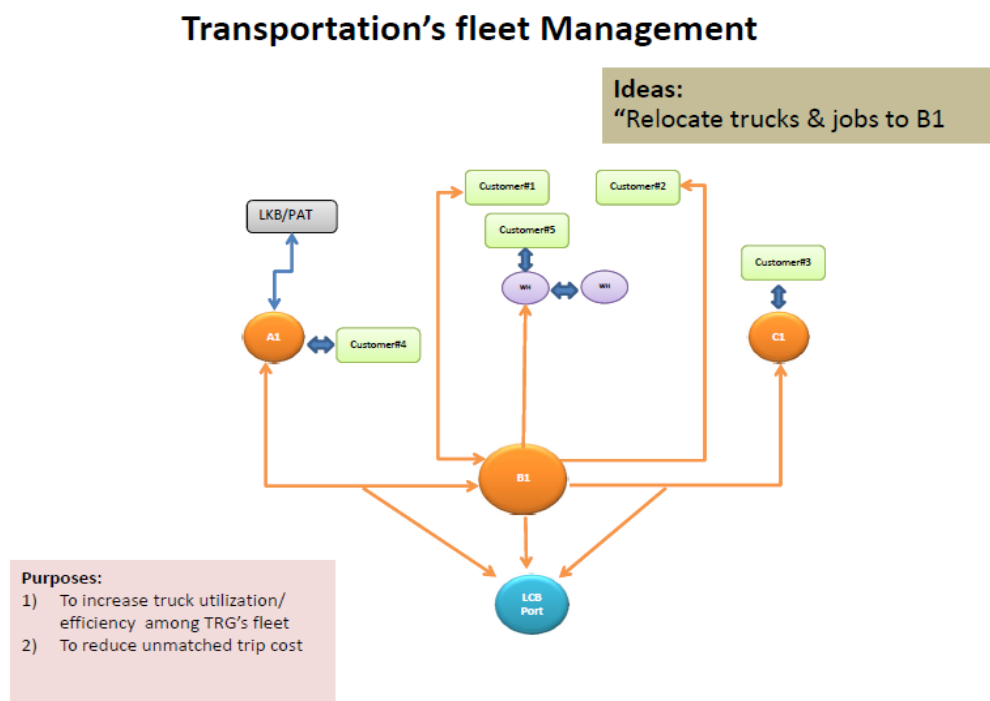 Transportation's fleet Management
Ideas:
“Relocate trucks & jobs to B1
Customer#1
Customer#2
LKB/PAT
Customer#5
Customer#3
WH
WH
A1
Customer#4
C1
B1
LCB
Port
Purposes:
1) To increase truck utilization/
efficiency among TRG's fleet
2) To reduce unmatched trip cost